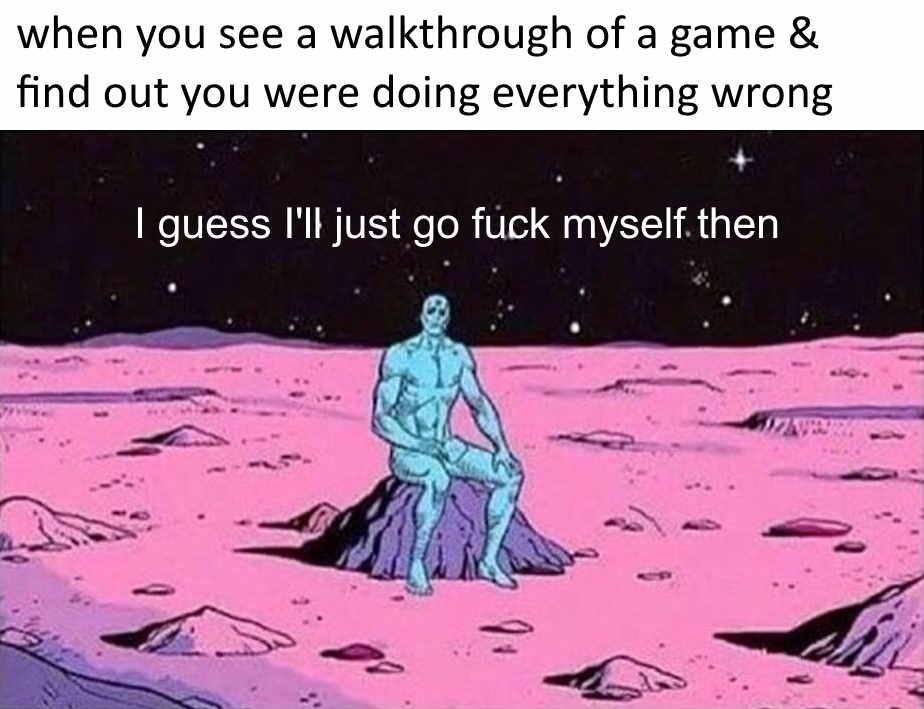 when you see a walkthrough of a game &
find out you were doing everything wrong
I guess I'll just go fuck myself then